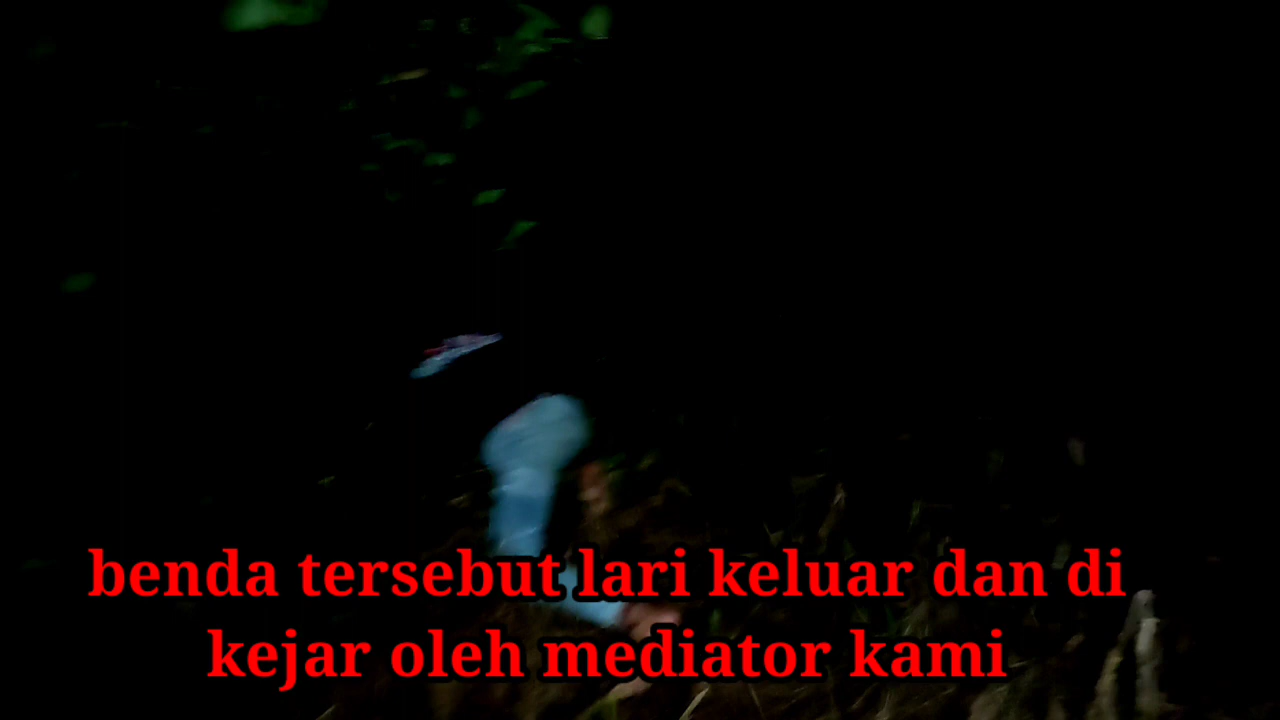 benda tersebut lari keluar dan di
kejar oleh mediator kami